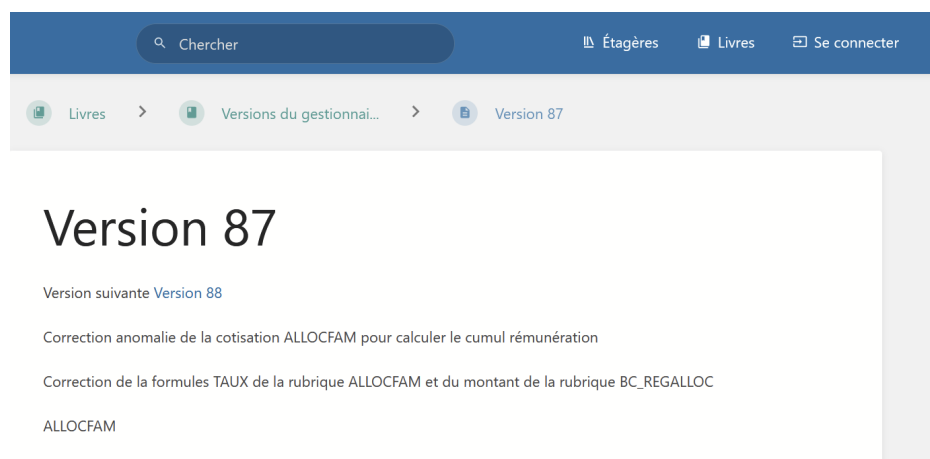 Chercher
Étagères
Livres
Se connecter
Livres
Versions du gestionnai...
Version 87
Version 87
Version suivante Version 88
Correction anomalie de la cotisation ALLOCFAM pour calculer le cumul rémunération
Correction de la formules TAUX de la rubrique ALLOCFAM et du montant de la rubrique BC_REGALLOC
ALLOCFAM